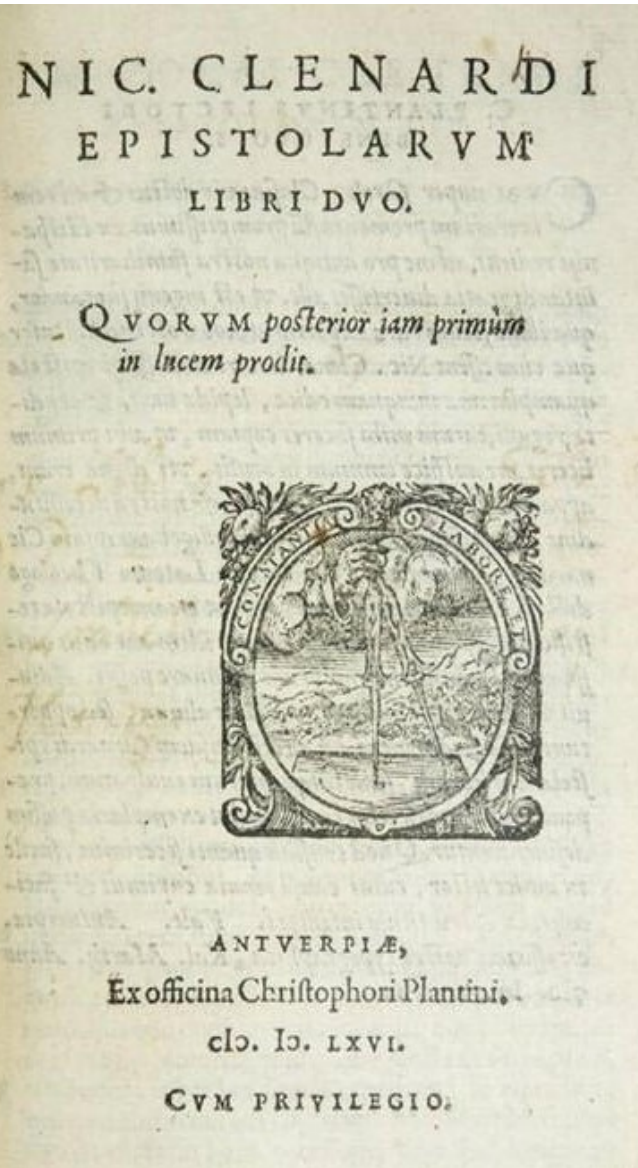 NIC. CLENARDI
EPISTOLARVM
LIBRI DVO.
QVORVM posterior iam primùm
in lucem prodit.
LABORE ET CONSTANTIA
ANTVERPIÆ,
Ex officina Chriſtophori Plantini.
cIɔ. Iɔ. LXVI.
CVM PRIVILEGIO.